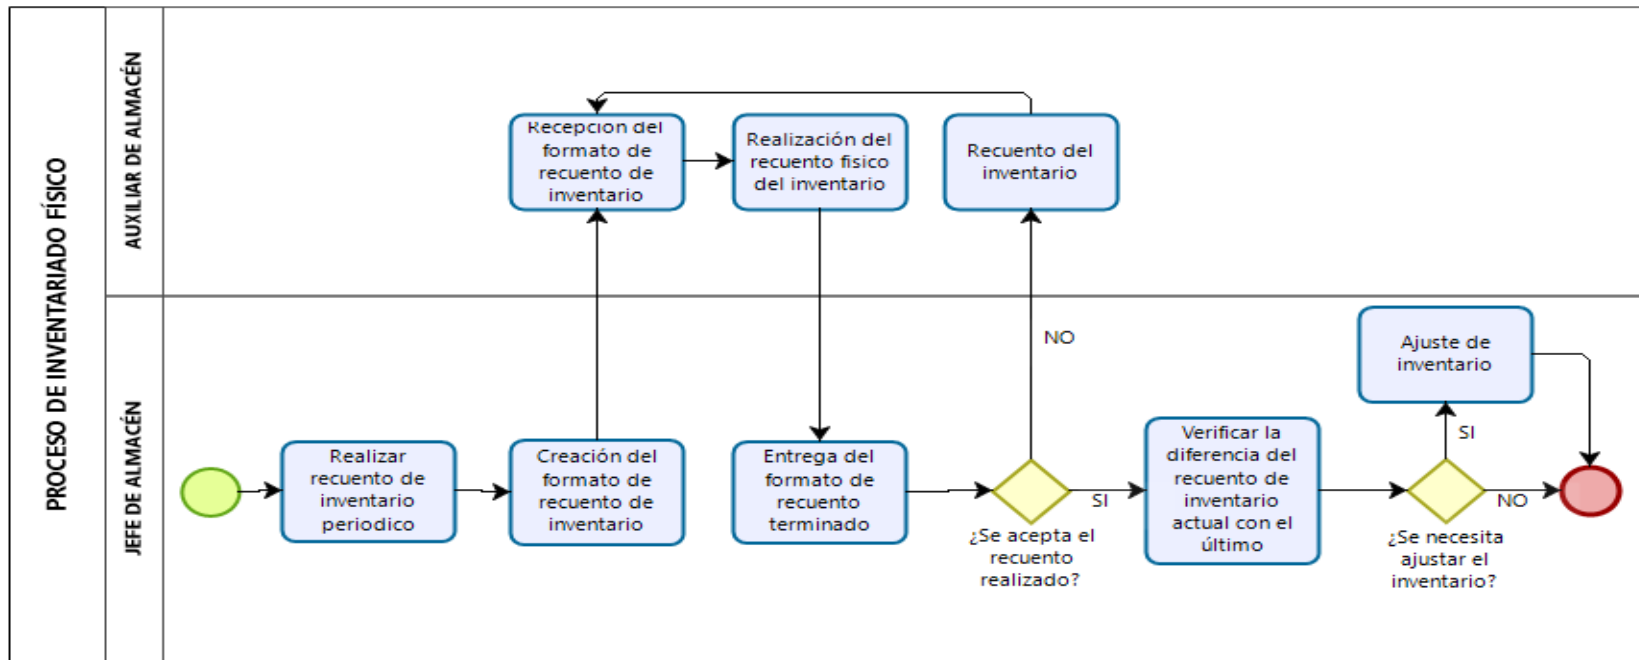 PROCESO DE INVENTARIADO FÍSICO
AUXILIAR DE ALMACÉN
Recepción del
formato de
recuento de
inventario
Realización del
recuento fisico
del inventario
Recuento del
inventario
NO
JEFE DE ALMACÉN
Realizar
recuento de
inventario
periodico
Creación del
formato de
recuento de
inventario
Entrega del
formato de
recuento
terminado
¿Se acepta el
recuento
realizado?
SI
Verificar la
diferencia del
recuento de
inventario
actual con el
último
¿Se necesita
ajustar el
inventario?
SI
Ajuste de
inventario
NO